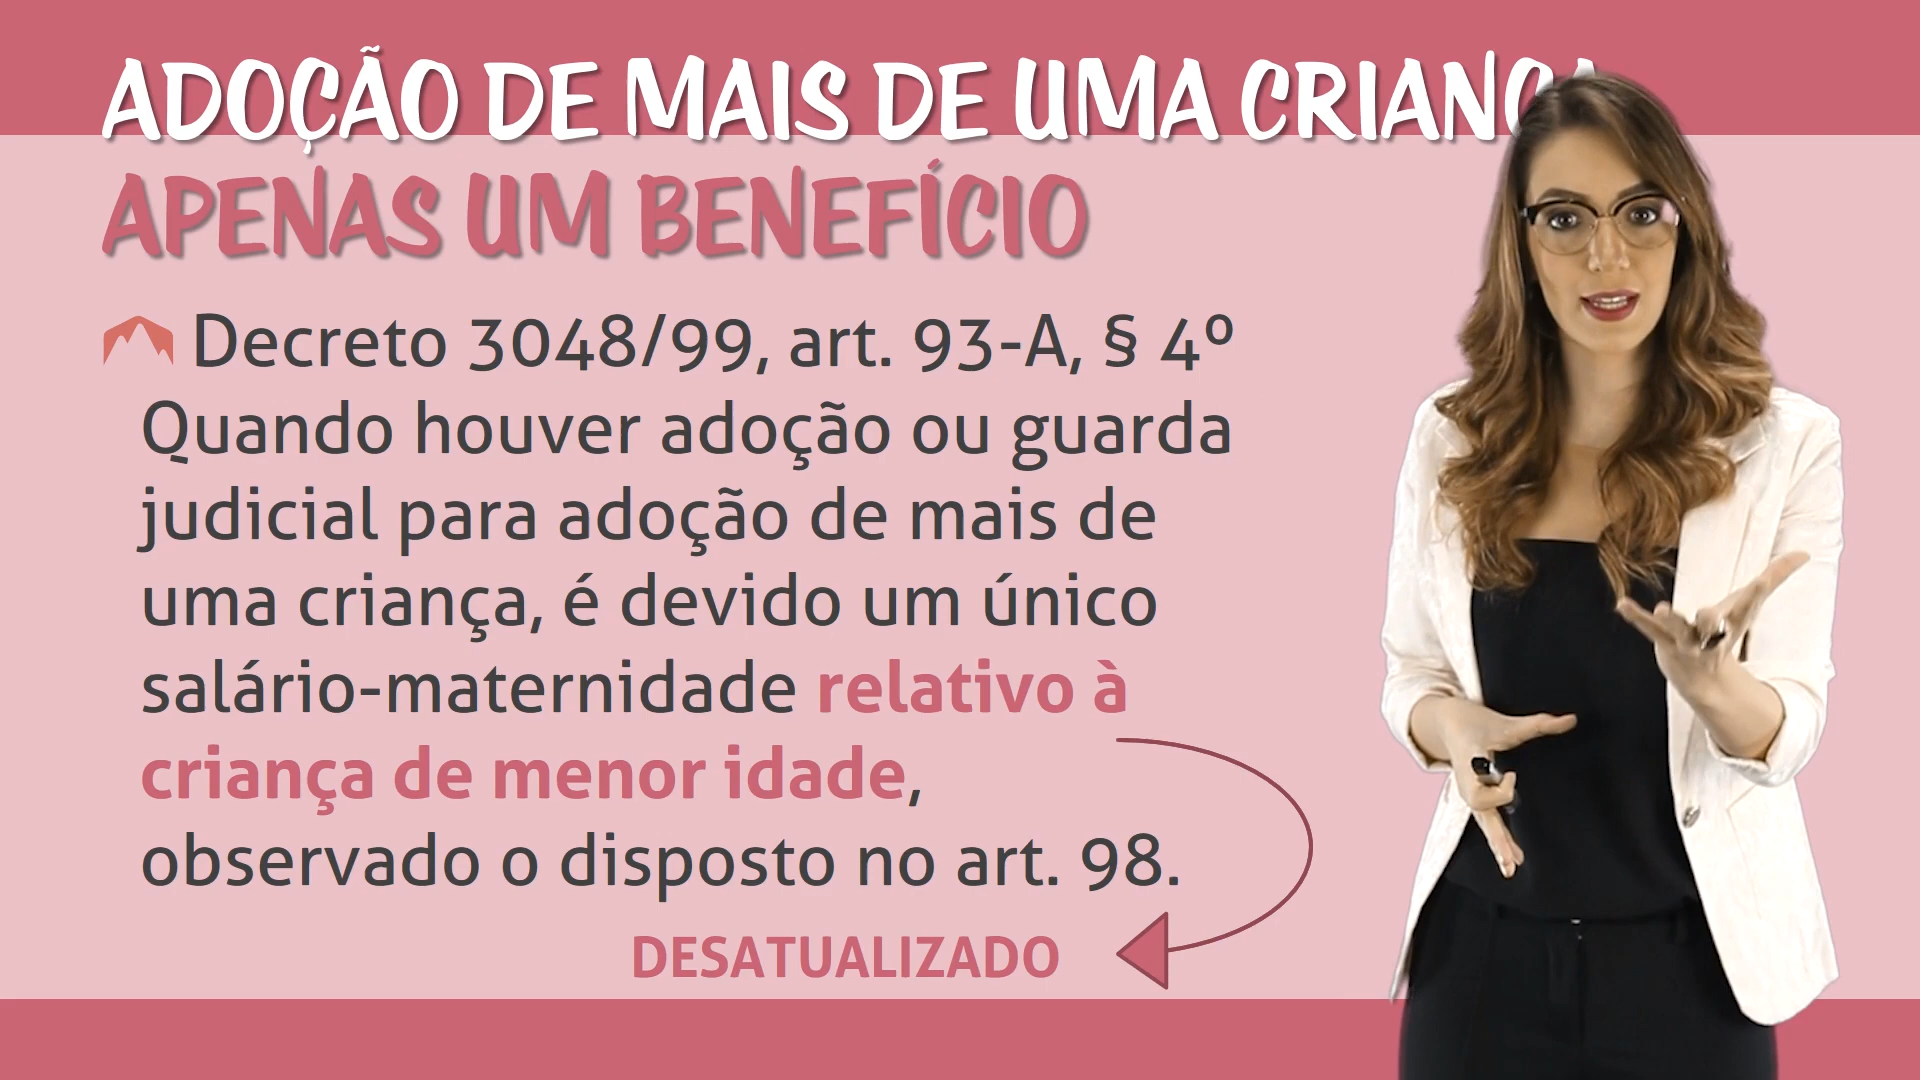 ADOÇÃO DE MAIS DE UMA CRIANÇA
APENAS UM BENEFÍCIO
Decreto 3048/99, art. 93-A, § 4º
Quando houver adoção ou guarda
judicial para adoção de mais de
uma criança, é devido um único
salário-maternidade relativo à
criança de menor idade,
observado o disposto no art. 98.
DESATUALIZADO